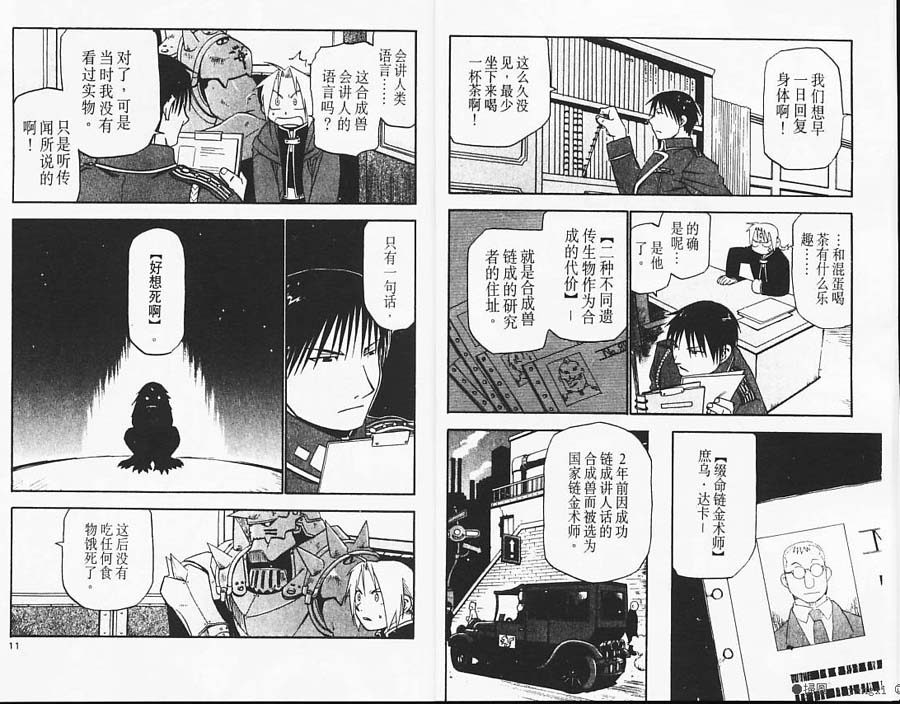 我们想早
一日回复
身体啊！
这么久没
见，最少
坐下来喝
一杯茶啊！
…和混蛋喝
茶有什么乐
趣……
的确
是呢…
是他
了。
【二种不同遗
传生物作为合
成的代价】－
就是合成兽
链成的研究
者的住址。
【缀命链金术师】
庶乌·达卡－
2年前因成功
链成讲人话的
合成兽而被选为
国家链金术师。
会讲人类
语言……
这合成兽
会讲人的
语言吗？
对了，可是
当时我没有
看过实物。
只是听传
闻所说的
啊！
只有一句话，
【好想死啊】。
这后没有
吃任何食
物饿死了。
11